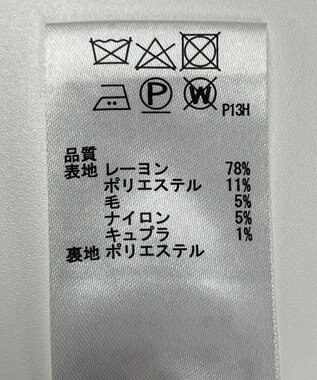 P W P13H
品質
表地 レーヨン 78%
ポリエステル 11%
毛 5%
ナイロン 5%
キュプラ 1%
裏地 ポリエステル